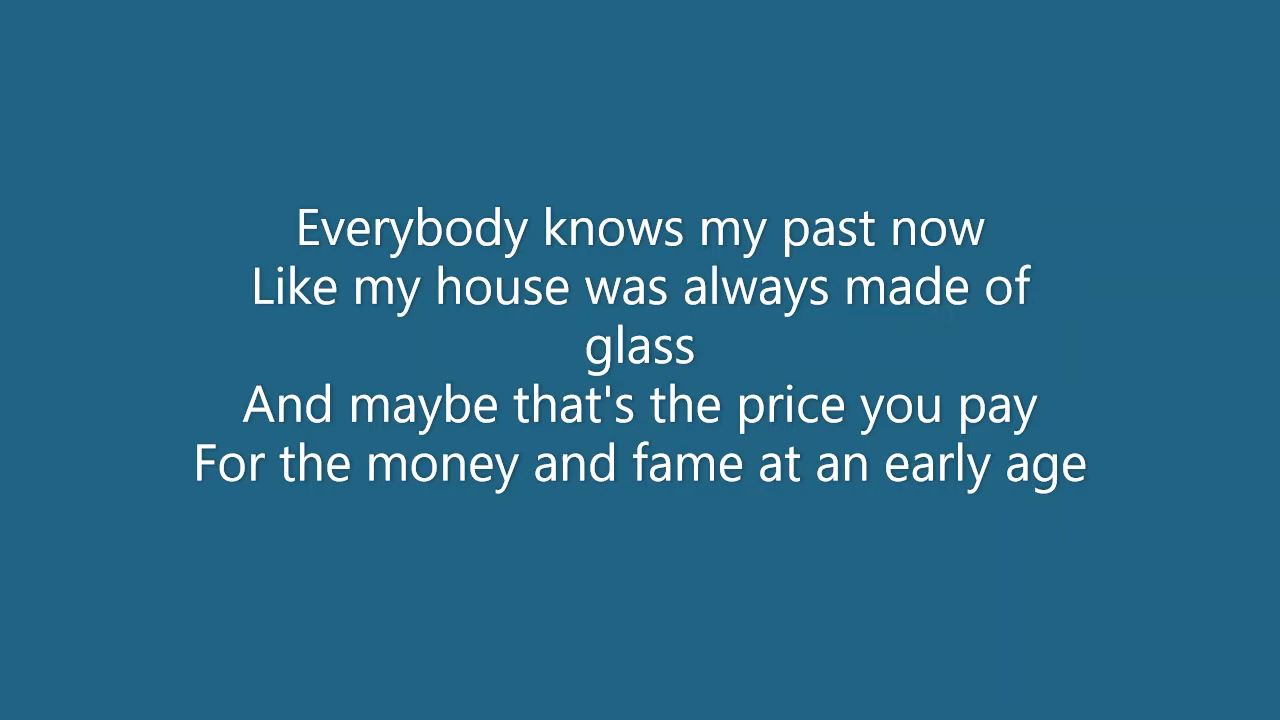 Everybody knows my past now
Like my house was always made of
glass
And maybe that's the price you pay
For the money and fame at an early age